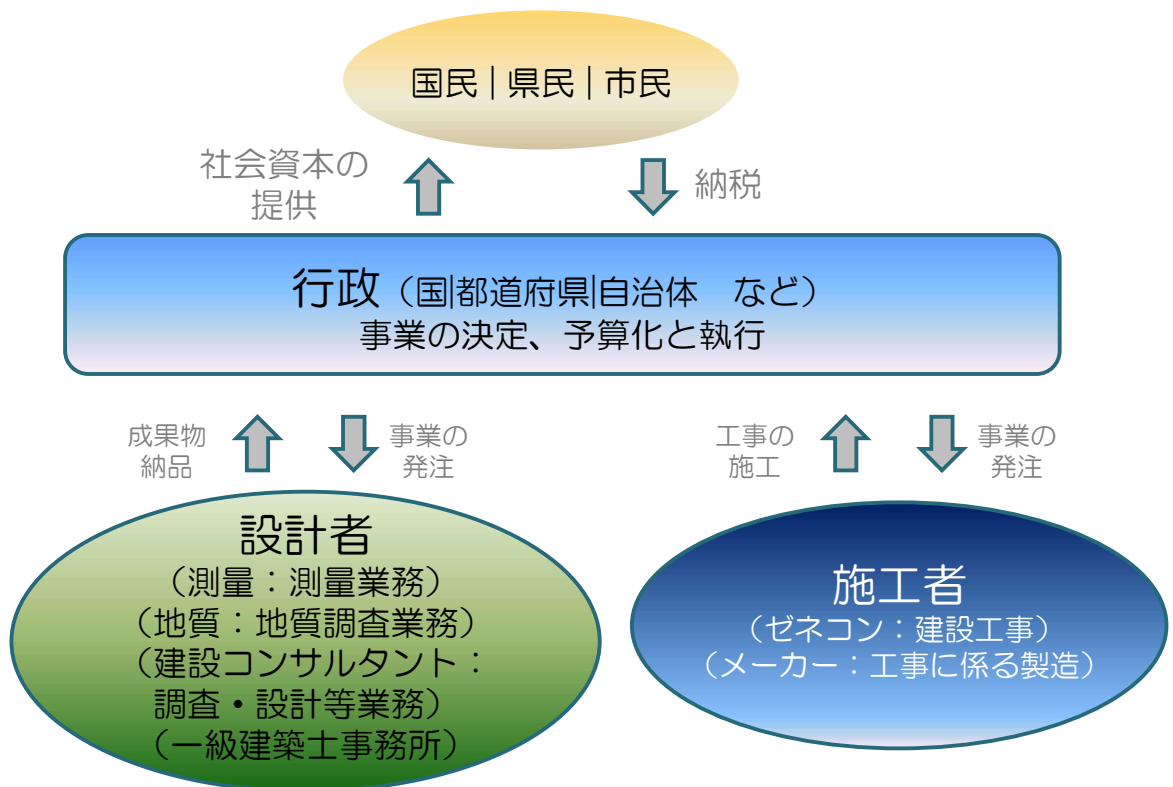 国民｜県民｜市民
社会資本の
提供
納税
行政（国|都道府県|自治体　など）
事業の決定、予算化と執行
成果物
納品
事業の
発注
工事の
施工
事業の
発注
設計者
（測量：測量業務）
（地質：地質調査業務）
（建設コンサルタント：
調査・設計等業務）
（一級建築士事務所）
施工者
（ゼネコン：建設工事）
（メーカー：工事に係る製造）